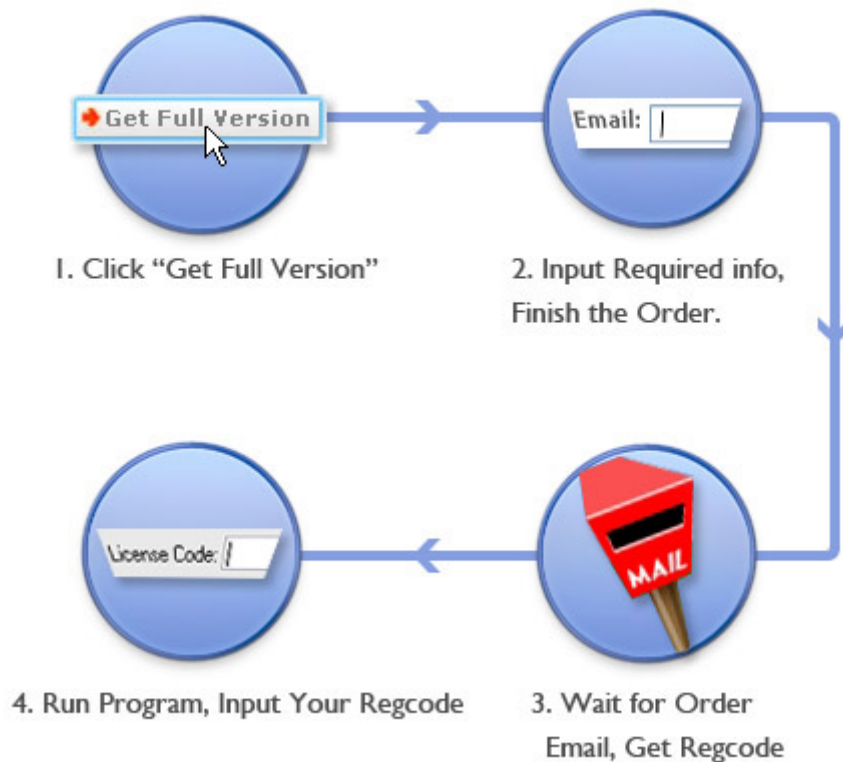 Get Full Version
Email:
1. Click “Get Full Version”
2. Input Required info,
Finish the Order.
License Code:
MAIL
4. Run Program, Input Your Regcode
3. Wait for Order
Email, Get Regcode